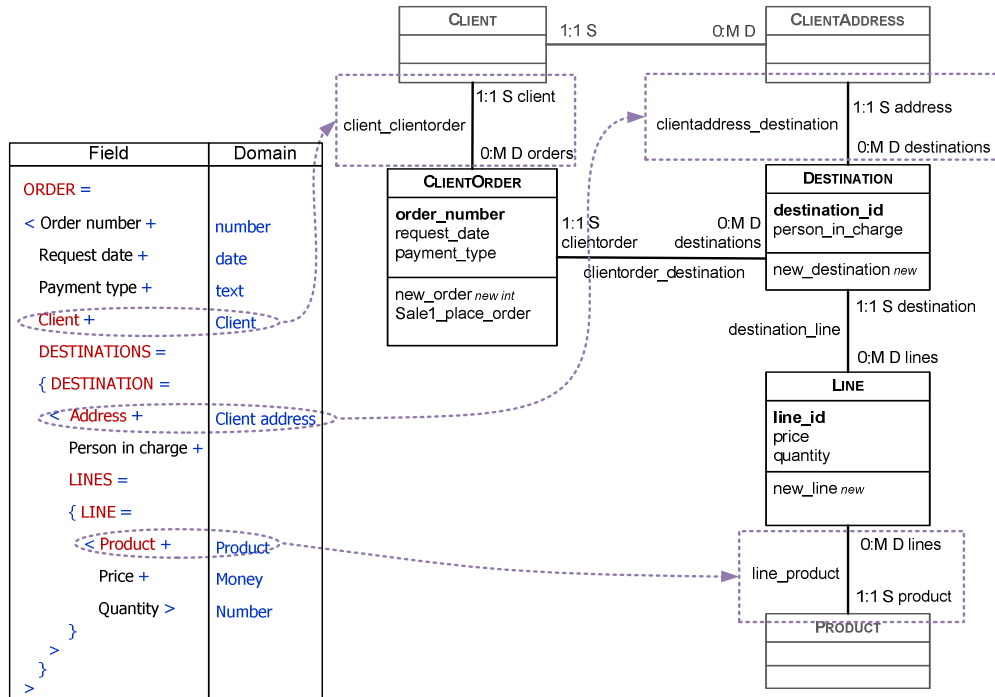 Field Domain
ORDER =
< Order number + number
Request date + date
Payment type + text
Client + Client
DESTINATIONS =
{ DESTINATION =
< Address + Client address
Person in charge +
LINES =
{ LINE =
< Product + Product
Price + Money
Quantity > Number
}
>
}
>
CLIENT
1:1 S
0:M D
CLIENTADDRESS
1:1 S client
client_clientorder
0:M D orders
1:1 S address
clientaddress_destination
0:M D destinations
CLIENTORDER
order_number
request_date
payment_type
new_order new int
Sale1_place_order
1:1 S
clientorder
0:M D
destinations
clientorder_destination
DESTINATION
destination_id
person_in_charge
new_destination new
1:1 S destination
destination_line
0:M D lines
LINE
line_id
price
quantity
new_line new
0:M D lines
line_product
1:1 S product
PRODUCT